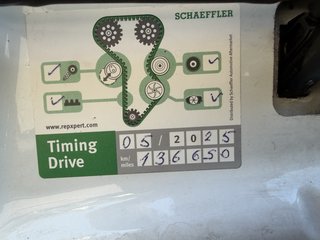 SCHAEFFLER
Distributed by Schaeffler Automotive Aftermarket
www.repxpert.com
Timing
Drive
05/2025
km/
miles
136650